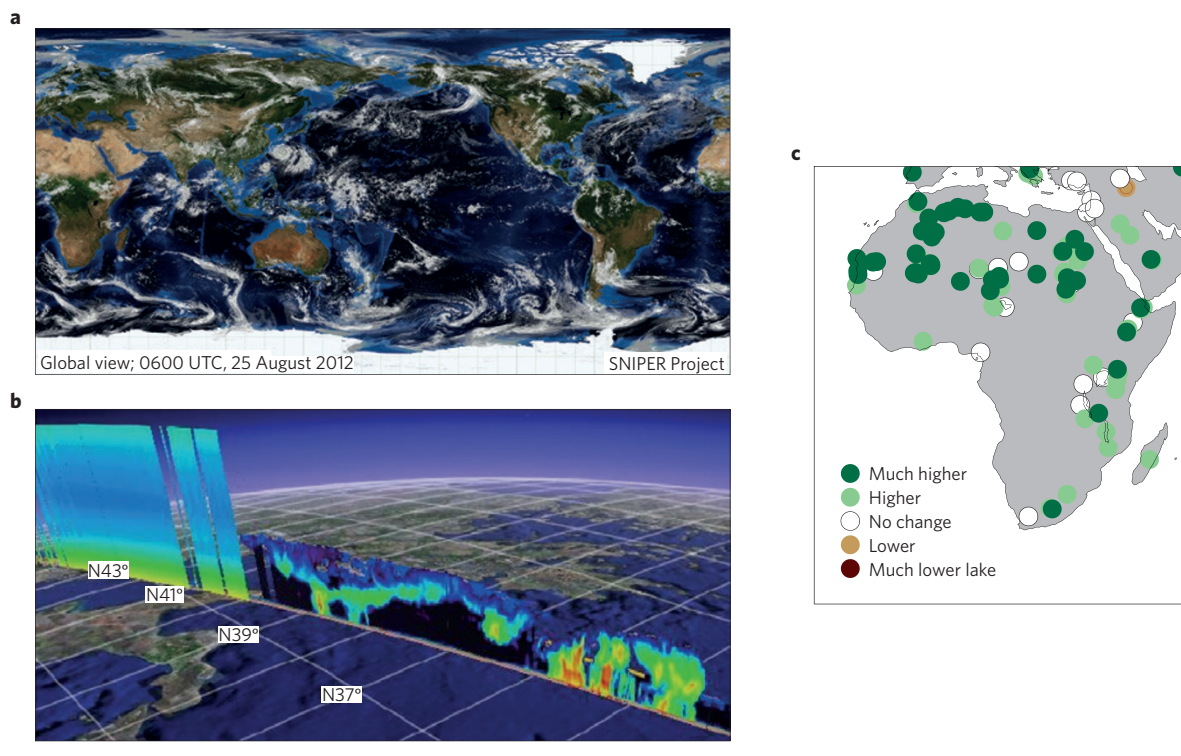 a
Global view; 0600 UTC, 25 August 2012
SNIPER Project
b
N43°
N41°
N39°
N37°
c
Much higher
Higher
No change
Lower
Much lower lake